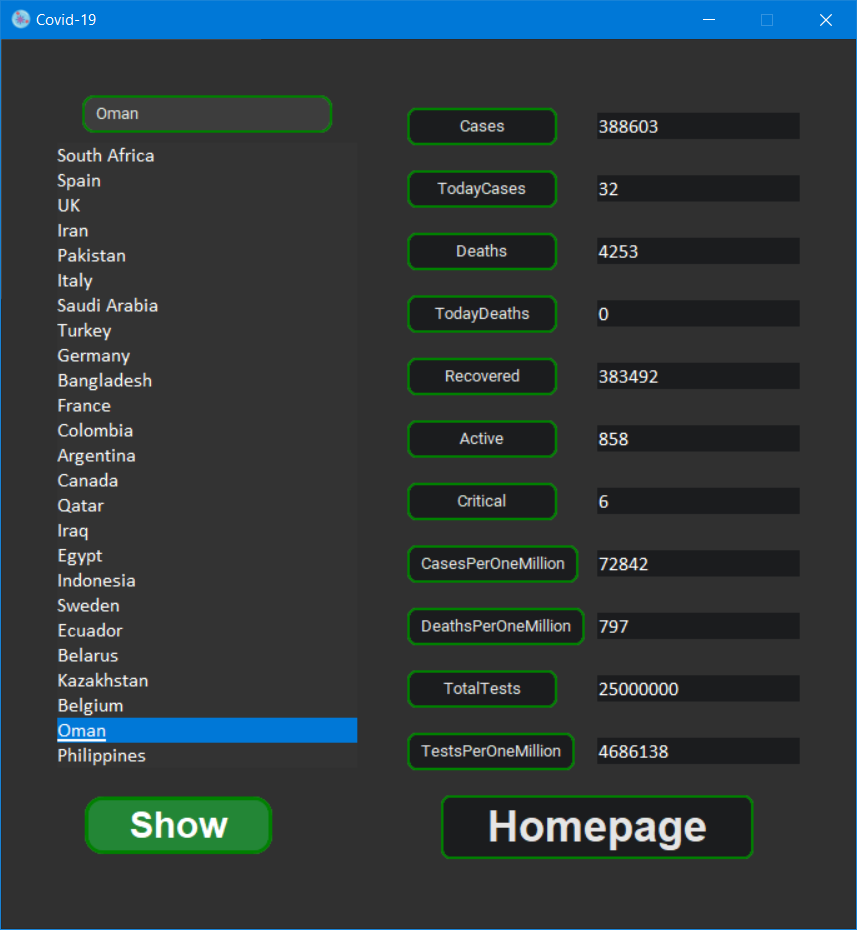 Covid-19
Oman
South Africa
Spain
UK
Iran
Pakistan
Italy
Saudi Arabia
Turkey
Germany
Bangladesh
France
Colombia
Argentina
Canada
Qatar
Iraq
Egypt
Indonesia
Sweden
Ecuador
Belarus
Kazakhstan
Belgium
Oman
Philippines
Show
Cases 388603
TodayCases 32
Deaths 4253
TodayDeaths 0
Recovered 383492
Active 858
Critical 6
CasesPerOneMillion 72842
DeathsPerOneMillion 797
TotalTests 25000000
TestsPerOneMillion 4686138
Homepage